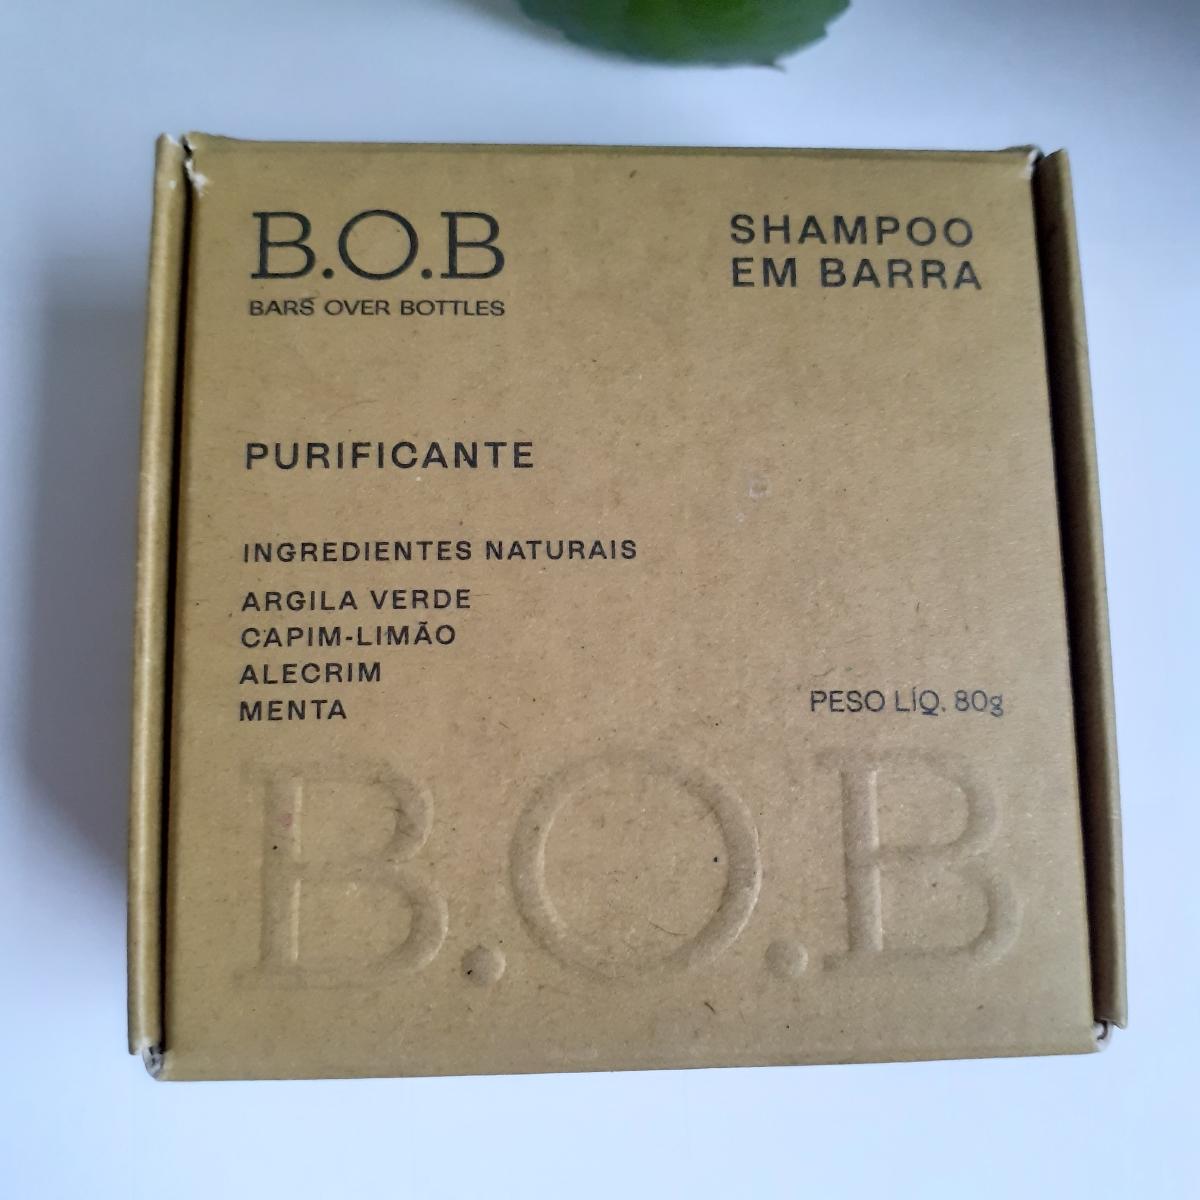 B.O.B
BARS OVER BOTTLES
SHAMPOO
EM BARRA
PURIFICANTE
INGREDIENTES NATURAIS
ARGILA VERDE
CAPIM-LIMÃO
ALECRIM
MENTA
PESO LÍQ. 80g
B.O.B